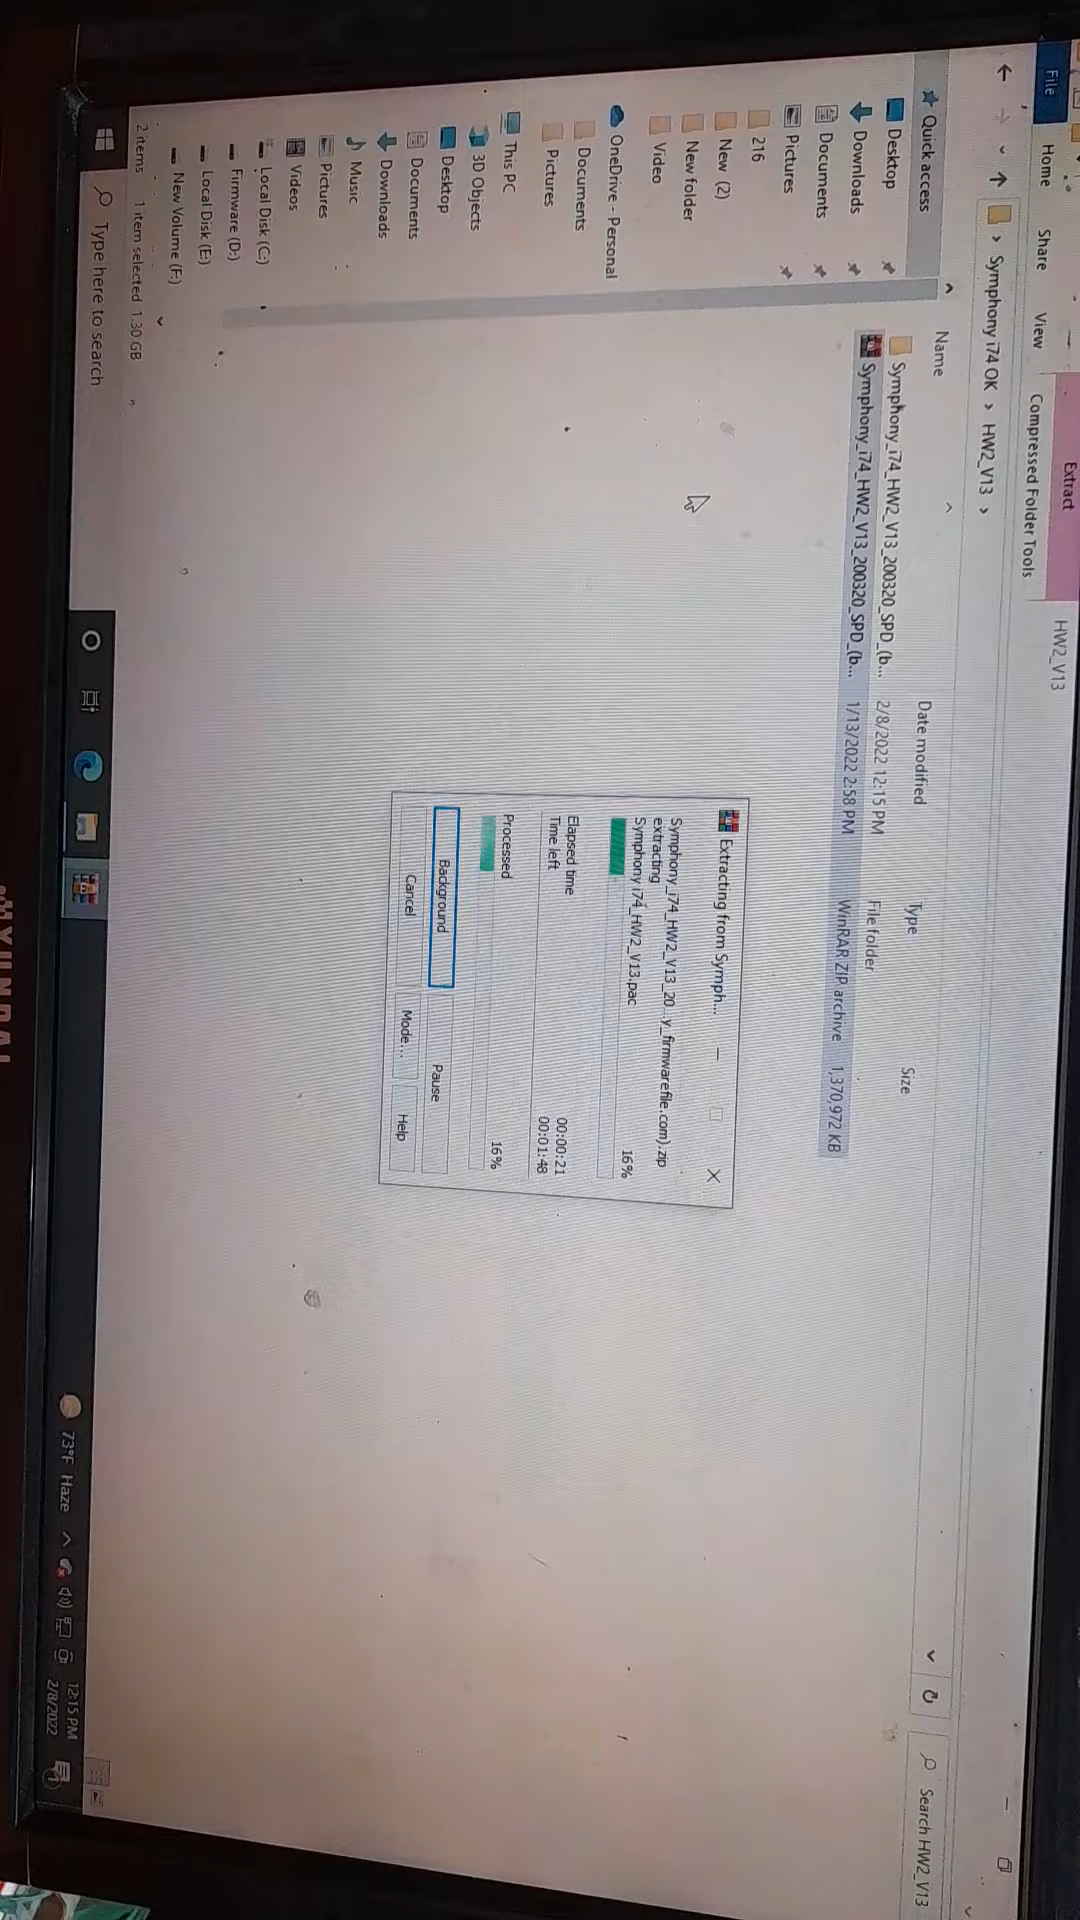 Extract
HW2_V13
File Home Share View Compressed Folder Tools
Symphony i74 OK > HW2_V13 >
Search HW2_V13
Name Date modified Type Size
Symphony_i74_HW2_V13_200320_SPD_(b... 2/8/2022 12:15 PM File folder
Symphony_i74_HW2_V13_200320_SPD_(b... 1/13/2022 2:58 PM WinRAR ZIP archive 1,370,972 KB
Quick access
Desktop
Downloads
Documents
Pictures
216
New (2)
New folder
Video
OneDrive - Personal
Documents
Pictures
This PC
3D Objects
Desktop
Documents
Downloads
Music
Pictures
Videos
Local Disk (C:)
Firmware (D:)
Local Disk (E:)
New Volume (F:)
Extracting from Symph...
Symphony_i74_HW2_V13_20...y_firmwarefile.com).zip
extracting
Symphony i74_HW2_V13.pac 16%
Elapsed time 00:00:21
Time left 00:01:48
Processed 16%
Background Pause
Cancel Mode... Help
2 items 1 item selected 1.30 GB
Type here to search
73°F Haze
12:15 PM
2/8/2022